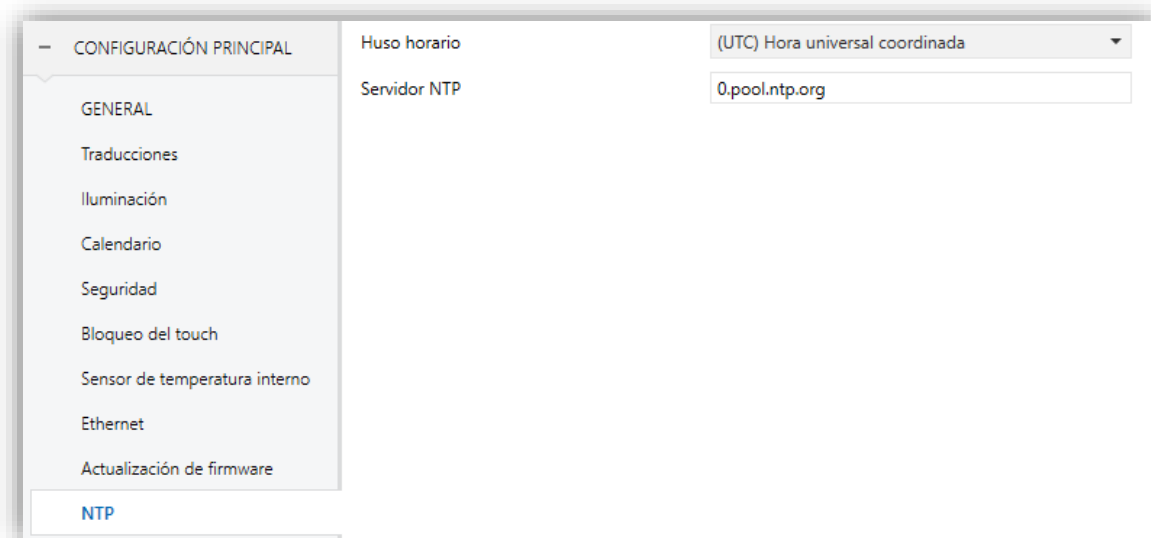 − CONFIGURACIÓN PRINCIPAL
Huso horario (UTC) Hora universal coordinada
Servidor NTP 0.pool.ntp.org
GENERAL
Traducciones
Iluminación
Calendario
Seguridad
Bloqueo del touch
Sensor de temperatura interno
Ethernet
Actualización de firmware
NTP